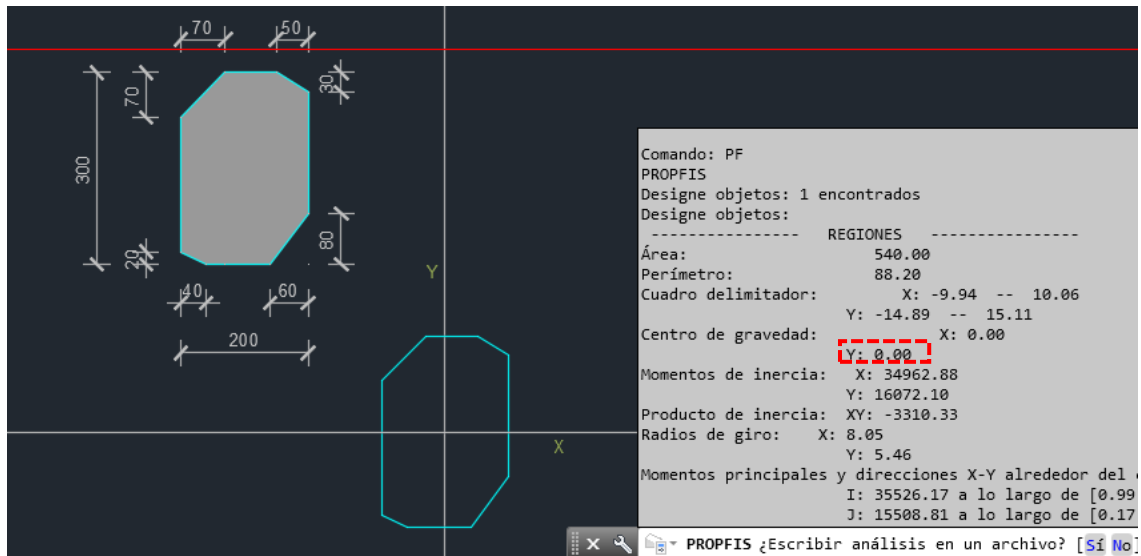 70
50
30
70
300
80
20
40
60
200
Y
X
Comando: PF
PROPFIS
Designe objetos: 1 encontrados
Designe objetos:
---------------- REGIONES ----------------
Área: 540.00
Perímetro: 88.20
Cuadro delimitador: X: -9.94 -- 10.06
Y: -14.89 -- 15.11
Centro de gravedad: X: 0.00
Y: 0.00
Momentos de inercia: X: 34962.88
Y: 16072.10
Producto de inercia: XY: -3310.33
Radios de giro: X: 8.05
Y: 5.46
Momentos principales y direcciones X-Y alrededor del
I: 35526.17 a lo largo de [0.99
J: 15508.81 a lo largo de [0.17
PROPFIS ¿Escribir análisis en un archivo? [Sí No]